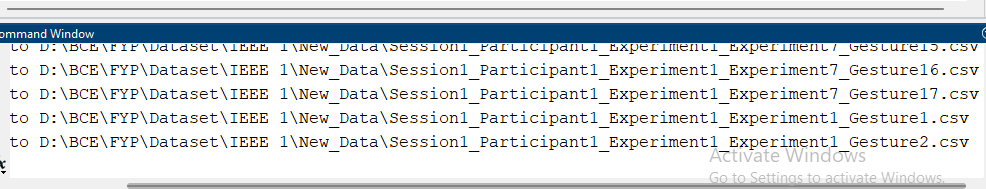 ommand Window
to D:\BCE\FYP\Dataset\IEEE 1\New_Data\Session1_Participant1_Experiment1_Experiment7_Gesture15.csv
to D:\BCE\FYP\Dataset\IEEE 1\New_Data\Session1_Participant1_Experiment1_Experiment7_Gesture16.csv
to D:\BCE\FYP\Dataset\IEEE 1\New_Data\Session1_Participant1_Experiment1_Experiment7_Gesture17.csv
to D:\BCE\FYP\Dataset\IEEE 1\New_Data\Session1_Participant1_Experiment1_Experiment1_Gesture1.csv
to D:\BCE\FYP\Dataset\IEEE 1\New_Data\Session1_Participant1_Experiment1_Experiment1_Gesture2.csv
Activate Windows
Go to Settings to activate Windows.